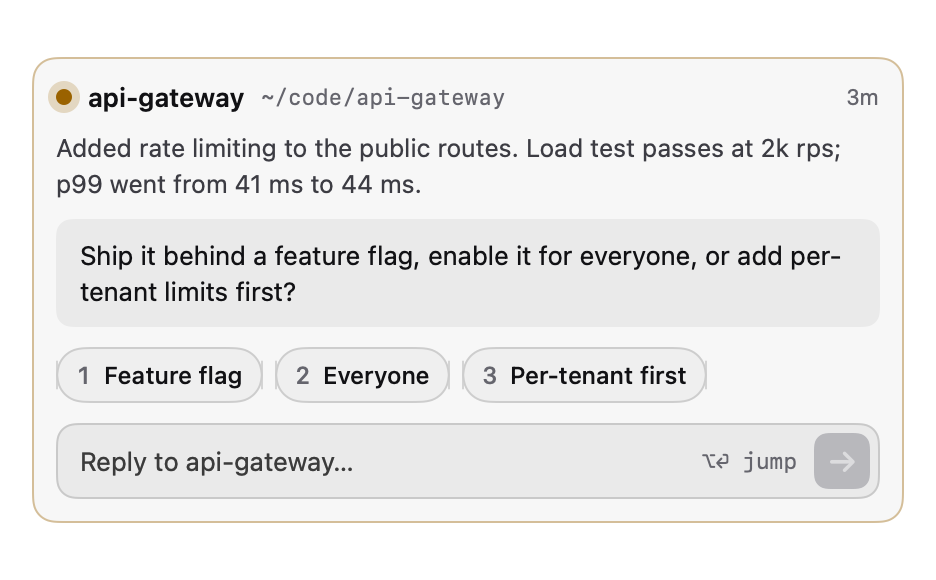 api-gateway ~/code/api-gateway 3m
Added rate limiting to the public routes. Load test passes at 2k rps;
p99 went from 41 ms to 44 ms.
Ship it behind a feature flag, enable it for everyone, or add per-
tenant limits first?
1 Feature flag 2 Everyone 3 Per-tenant first
Reply to api-gateway... ⌥⏎ jump